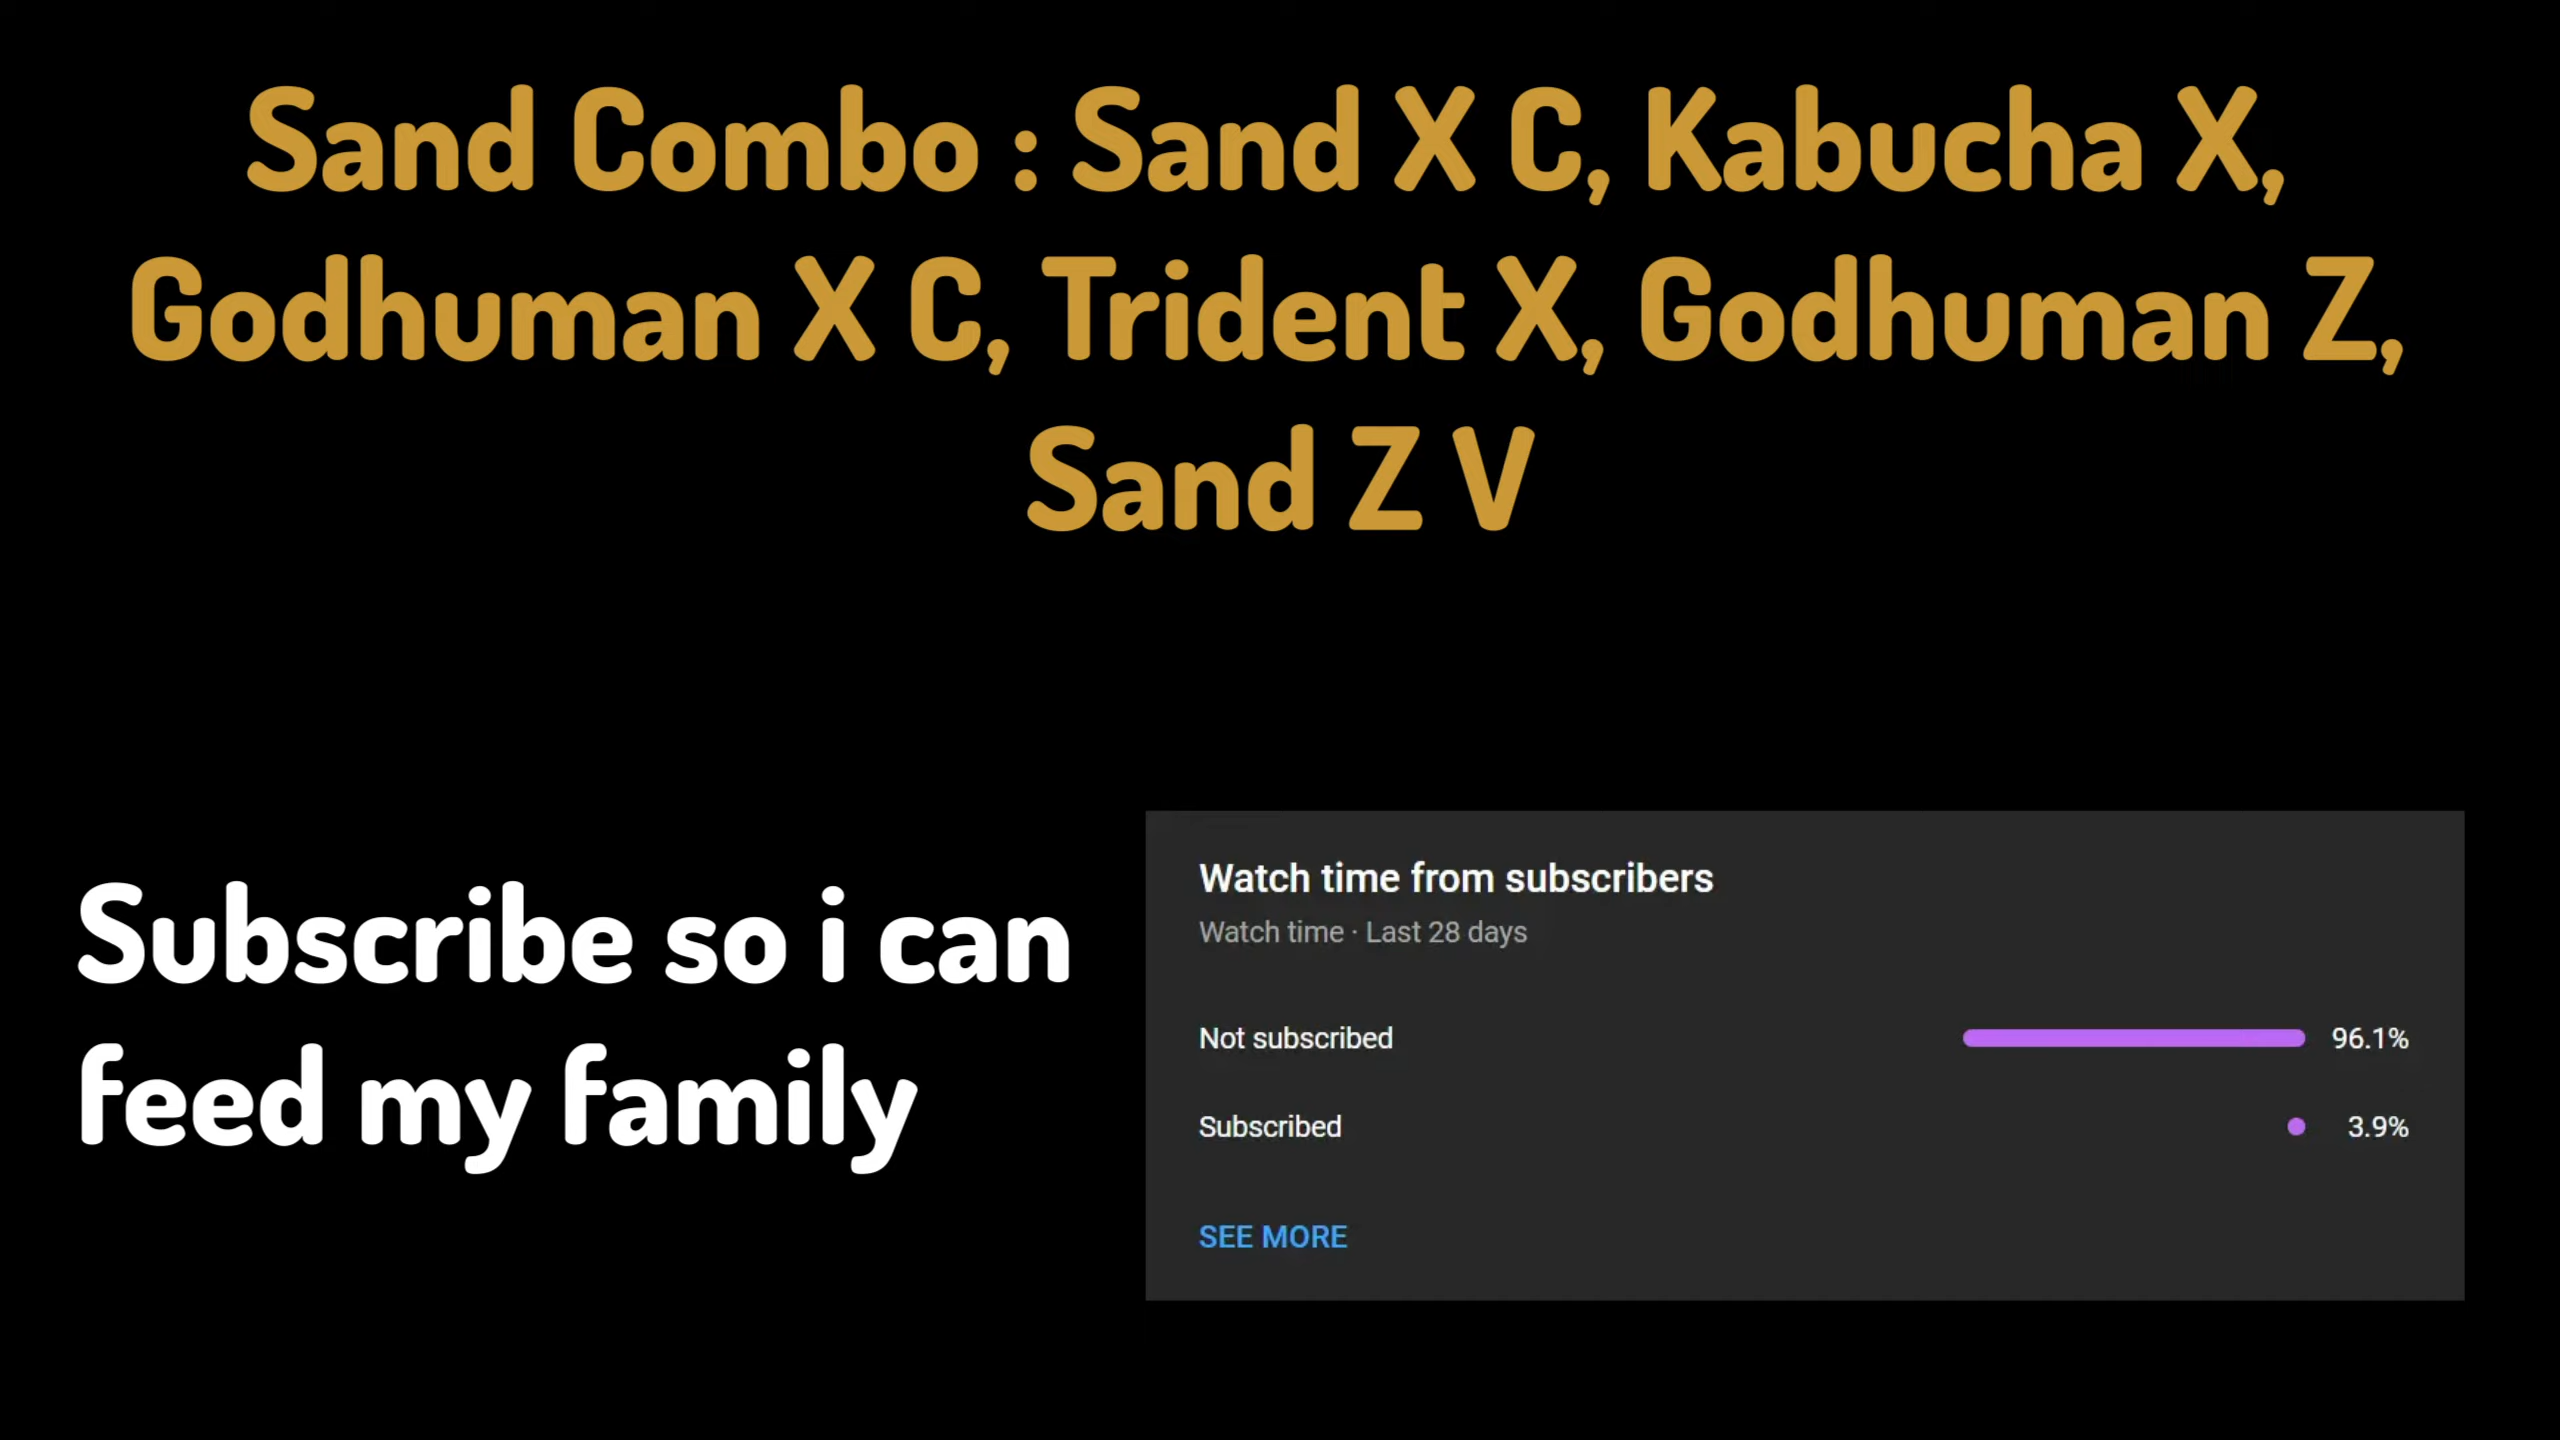 Sand Combo : Sand X C, Kabucha X,
Godhuman X C, Trident X, Godhuman Z,
Sand Z V
Subscribe so i can
feed my family
Watch time from subscribers
Watch time · Last 28 days
Not subscribed 96.1%
Subscribed 3.9%
SEE MORE